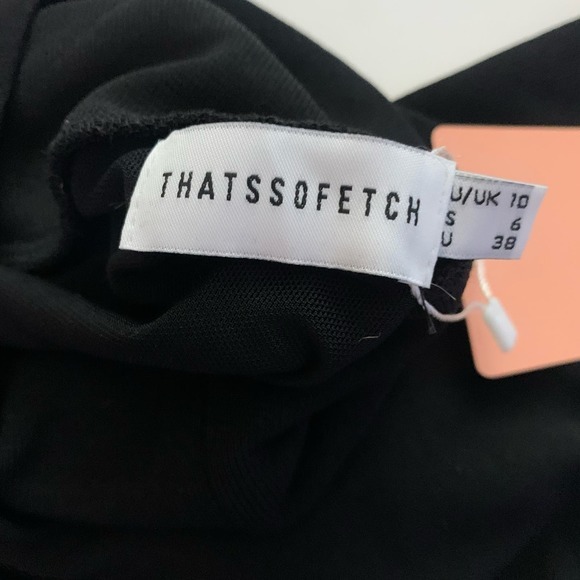 THATSSOFETCH
U/UK 10
S 6
U 38